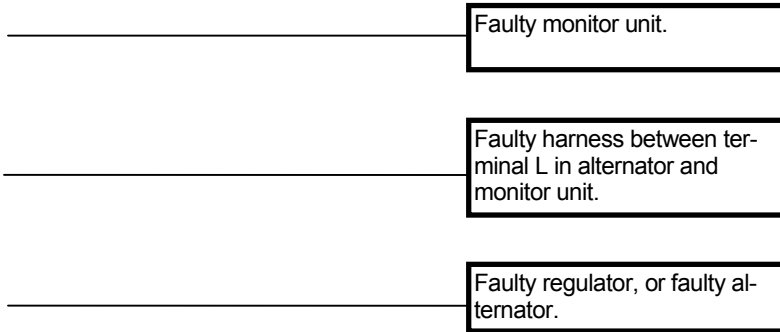 Faulty monitor unit.
Faulty harness between ter-
minal L in alternator and
monitor unit.
Faulty regulator, or faulty al-
ternator.